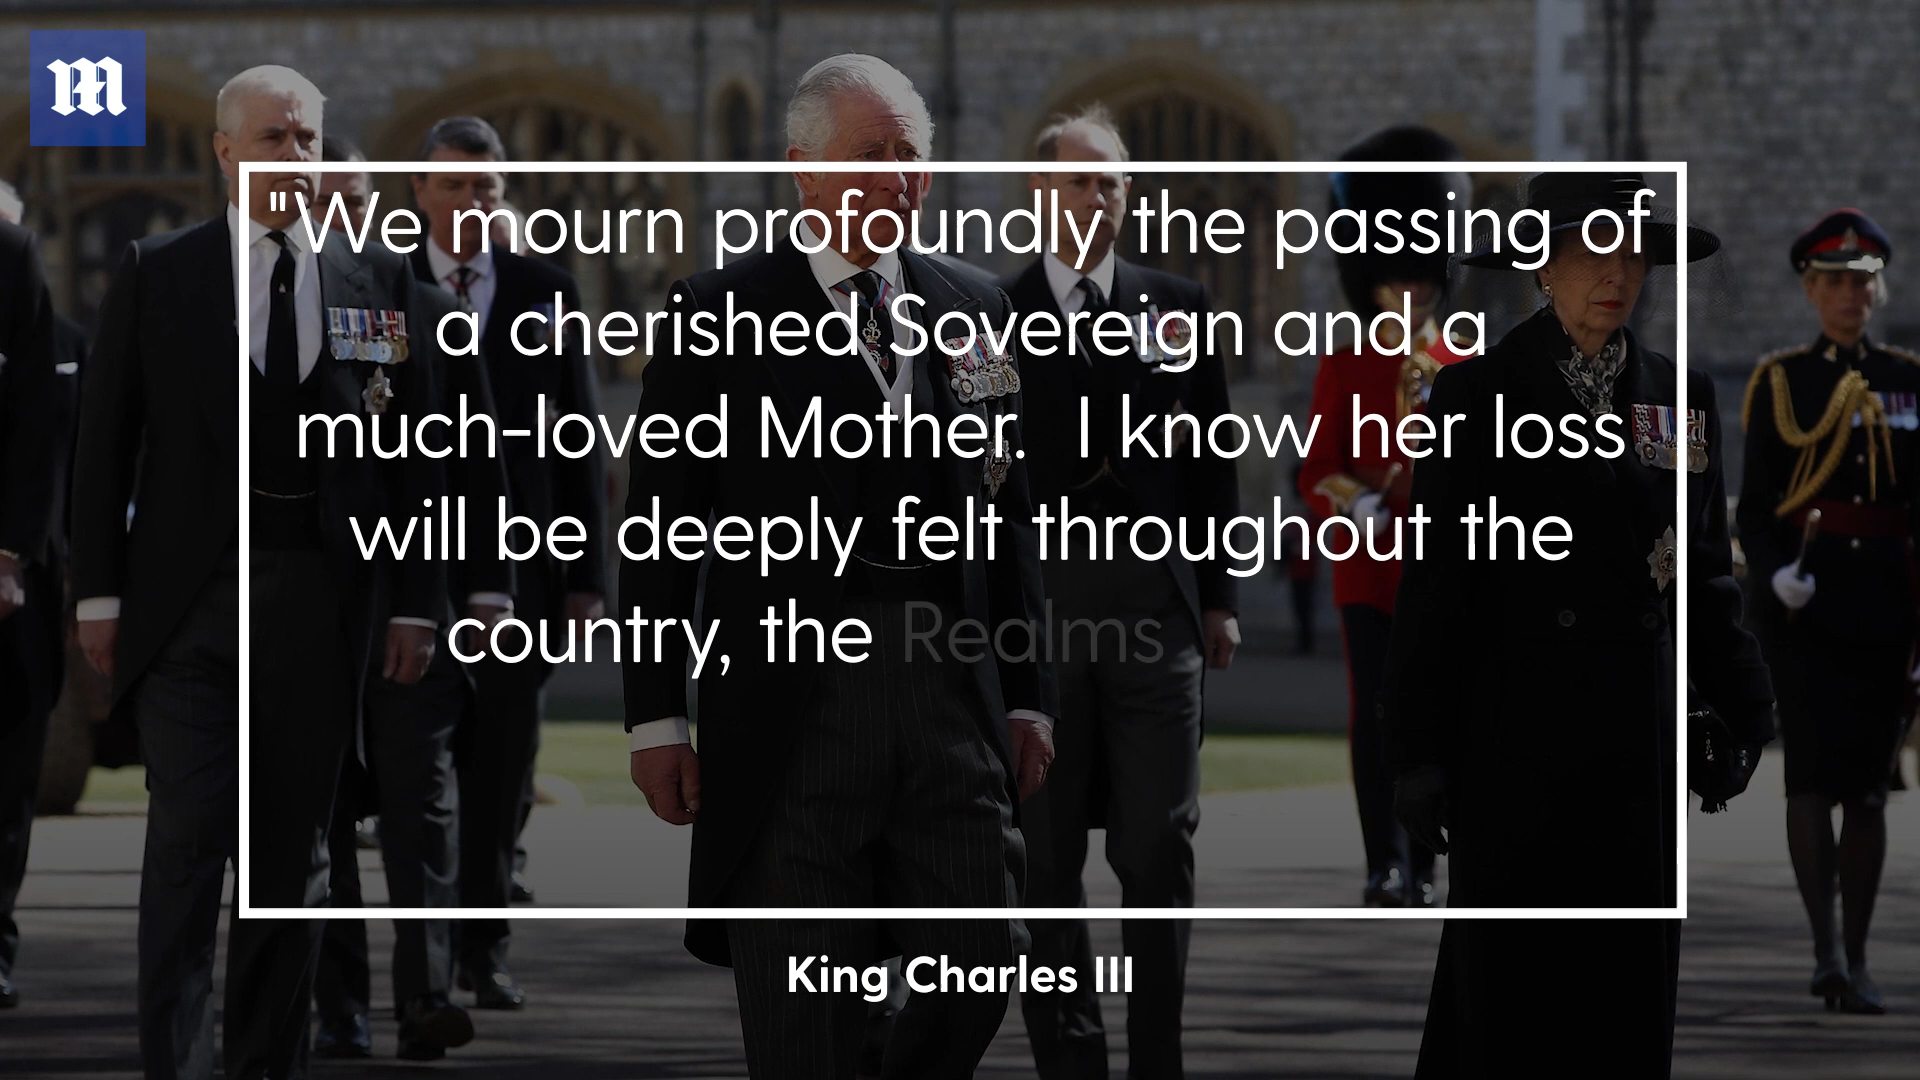 M
"We mourn profoundly the passing of
a cherished Sovereign and a
much-loved Mother.  I know her loss
will be deeply felt throughout the
country, the Realms
King Charles III